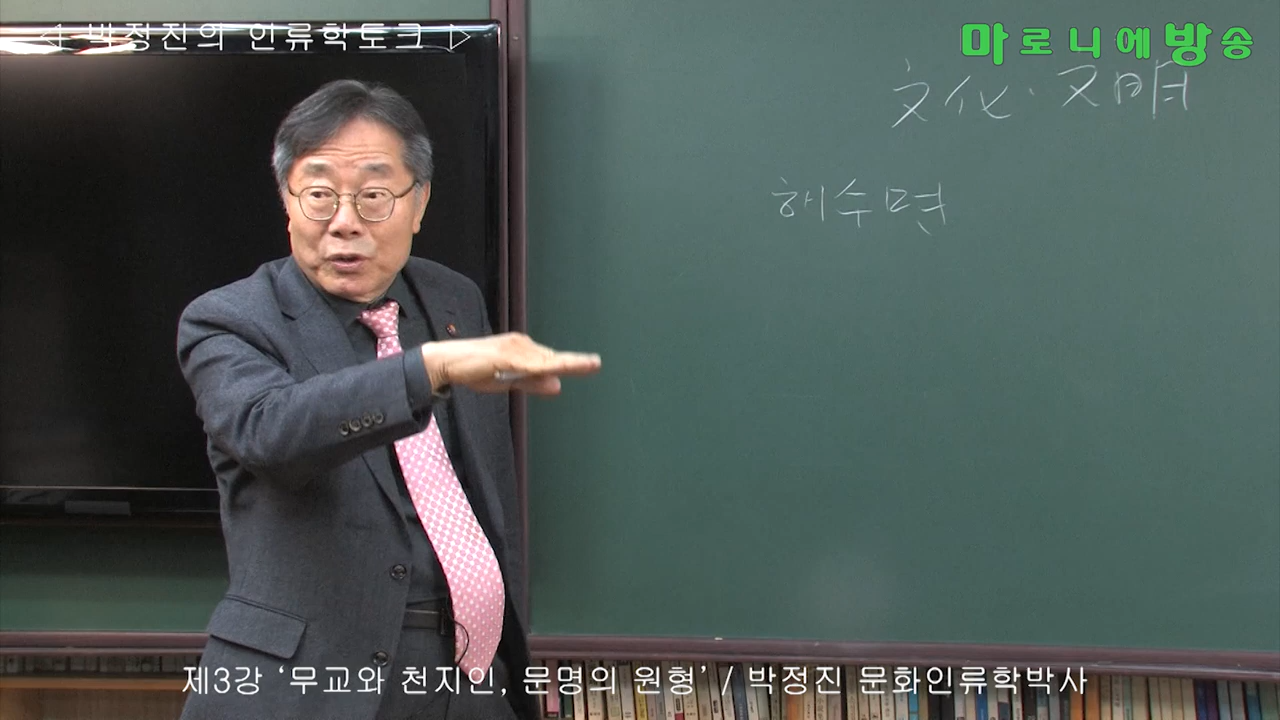 ◁ 박정진의 인류학토크 ▷
마로니에방송
文化·文明
해수면
제3강 ‘무교와 천지인, 문명의 원형’ / 박정진 문화인류학박사